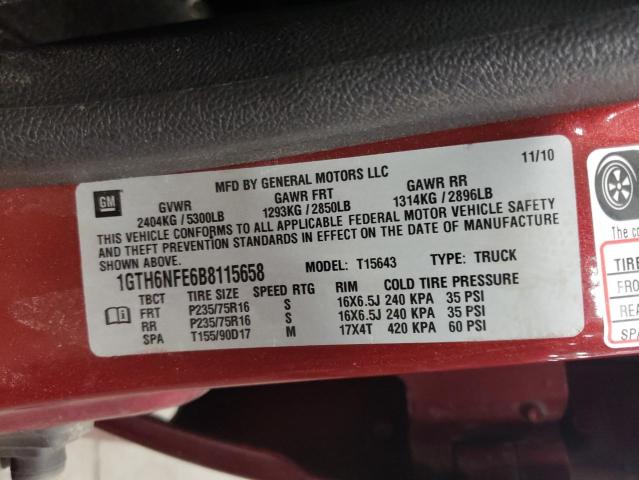 GM
MFD BY GENERAL MOTORS LLC 11/10
GVWR GAWR FRT GAWR RR
2404KG / 5300LB 1293KG / 2850LB 1314KG / 2896LB
THIS VEHICLE CONFORMS TO ALL APPLICABLE FEDERAL MOTOR VEHICLE SAFETY
AND THEFT PREVENTION STANDARDS IN EFFECT ON THE DATE OF MANUFACTURE
SHOWN ABOVE.
1GTH6NFE6B8115658 MODEL: T15643 TYPE: TRUCK
TBCT TIRE SIZE SPEED RTG RIM COLD TIRE PRESSURE
FRT P235/75R16 S 16X6.5J 240 KPA 35 PSI
RR P235/75R16 S 16X6.5J 240 KPA 35 PSI
SPA T155/90D17 M 17X4T 420 KPA 60 PSI
TIRE
FRO
REA
SPA